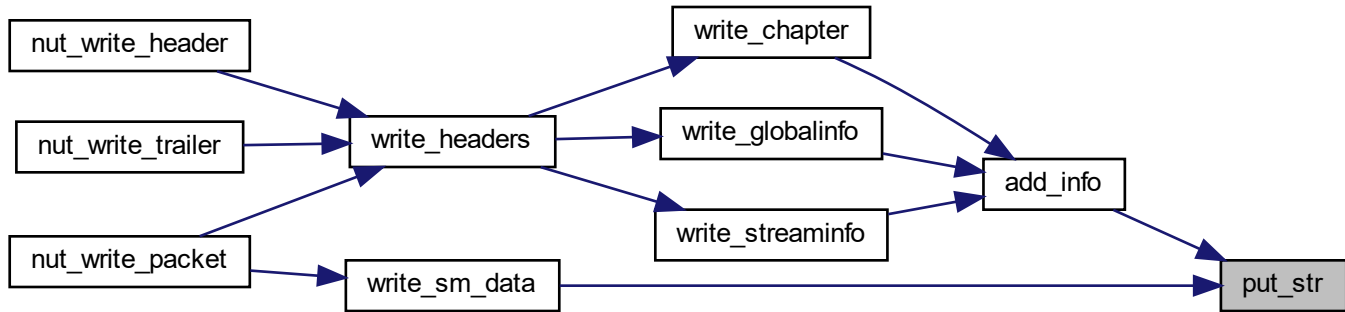 nut_write_header
nut_write_trailer
nut_write_packet
write_headers
write_sm_data
write_chapter
write_globalinfo
write_streaminfo
add_info
put_str